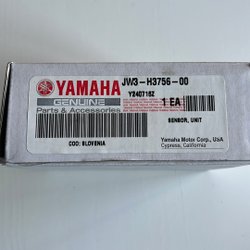 YAMAHA JW3-H3756-00
GENUINE Y240716Z
Parts & Accessories 1 EA
SENSOR, UNIT
COO: SLOVENIA
Yamaha Motor Corp., USA
Cypress, California